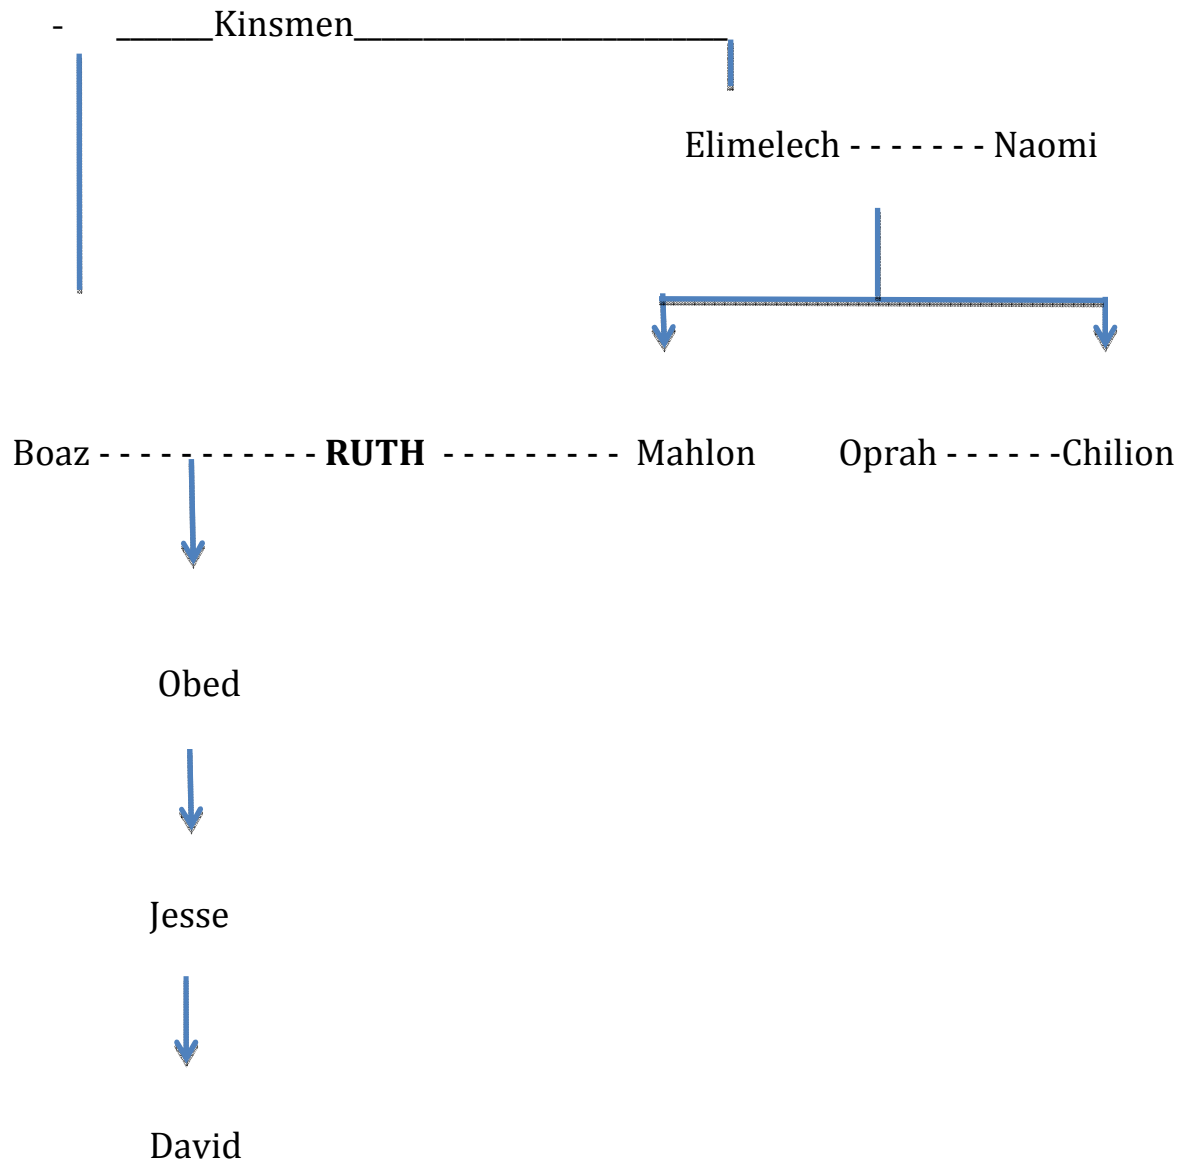 - _______Kinsmen___________________________
Elimelech - - - - - - - Naomi
Boaz - - - - - - - - - - - RUTH - - - - - - - - - Mahlon Oprah - - - - - -Chilion
Obed
Jesse
David